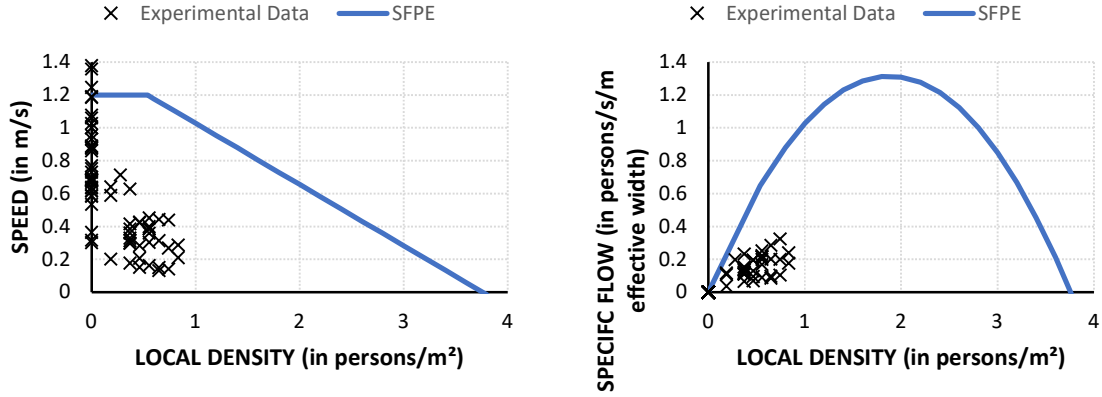 Experimental Data SFPE
1.4
1.2
1
0.8
0.6
0.4
0.2
0
0 1 2 3 4
SPEED (in m/s)
LOCAL DENSITY (in persons/m²)
Experimental Data SFPE
1.4
1.2
1
0.8
0.6
0.4
0.2
0
0 1 2 3 4
SPECIFC FLOW (in persons/s/m
effective width)
LOCAL DENSITY (in persons/m²)